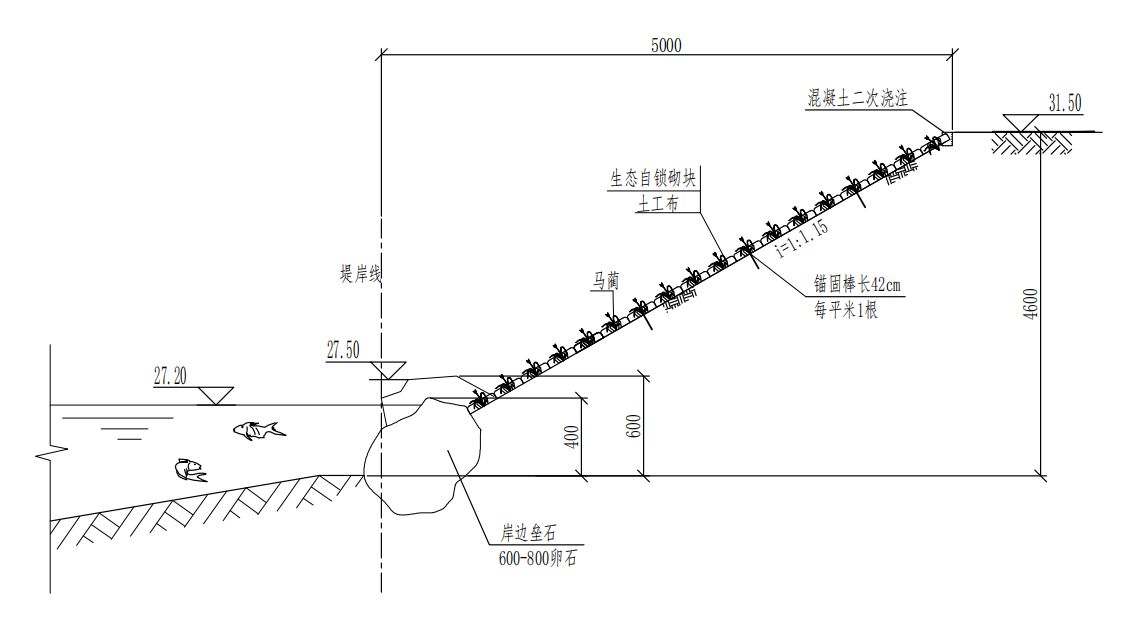 5000
混凝土二次浇注
31.50
生态自锁砌块
土工布
i=1:1.15
堤岸线
马蔺
锚固棒长42cm
每平米1根
4600
27.50
27.20
400
600
岸边垒石
600-800卵石